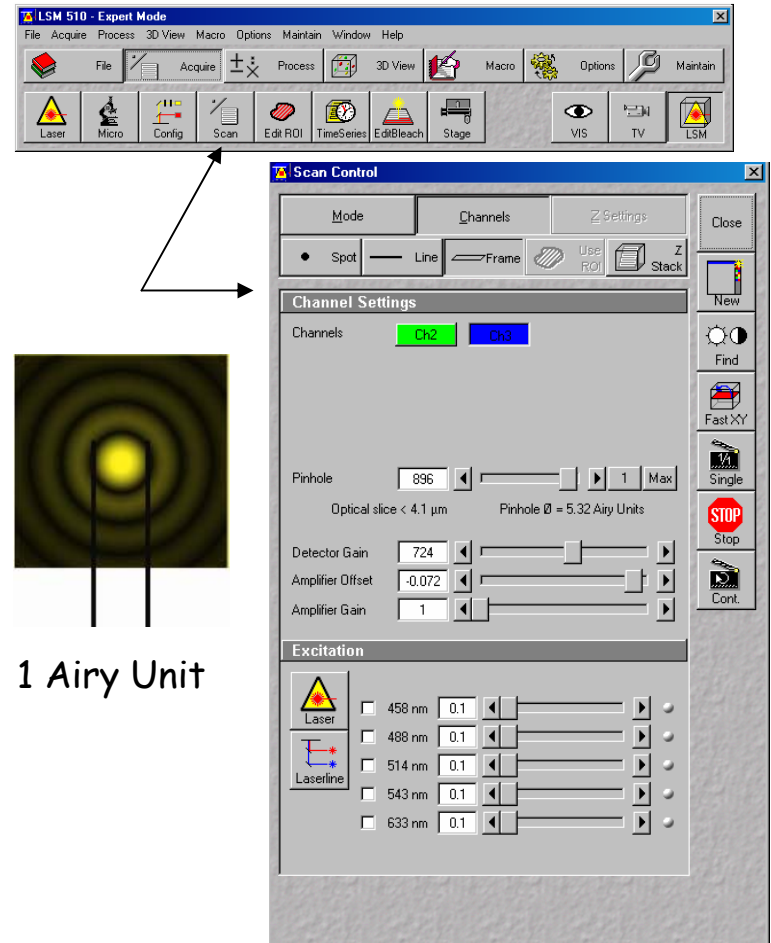 LSM 510 - Expert Mode
File Acquire Process 3D View Macro Options Maintain Window Help
File Acquire Process 3D View Macro Options Maintain
Laser Micro Config Scan Edit ROI TimeSeries EditBleach Stage VIS TV LSM
Scan Control
Mode Channels Z Settings Close
Spot Line Frame Use ROI Z Stack
New
Channel Settings
Channels Ch2 Ch3
Find
Fast XY
Pinhole 896 1 Max
1/1
Single
Optical slice < 4.1 µm Pinhole Ø = 5.32 Airy Units
STOP
Stop
Detector Gain 724
Amplifier Offset -0.072
Amplifier Gain 1
Cont.
Excitation
1 Airy Unit
Laser
458 nm 0.1
488 nm 0.1
Laserline
514 nm 0.1
543 nm 0.1
633 nm 0.1